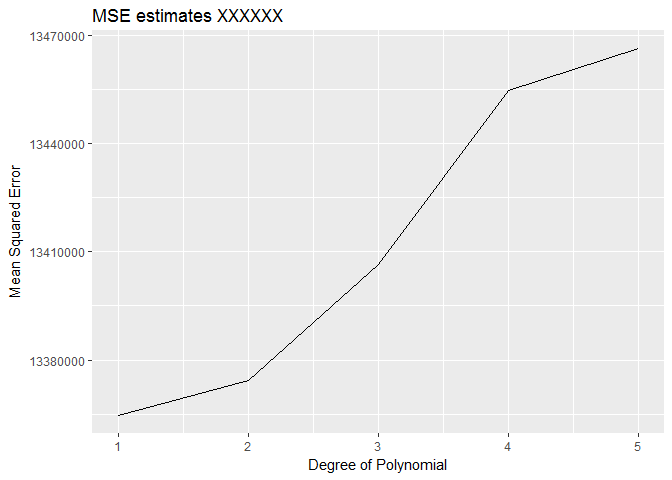 MSE estimates XXXXXX
13470000
13440000
13410000
13380000
Mean Squared Error
1 2 3 4 5
Degree of Polynomial